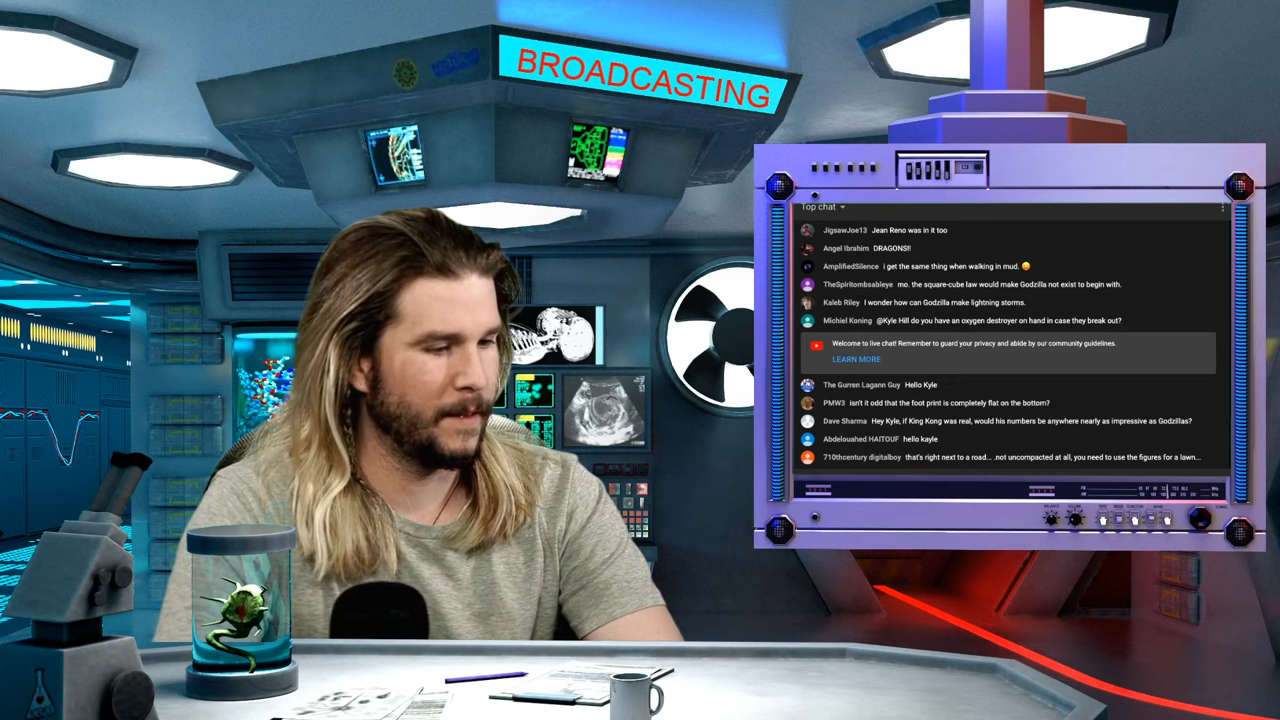 BROADCASTING
Top chat
JigsawJoe13 Jean Reno was in it too
Angel Ibrahim DRAGONS!!
AmplifiedSilence i get the same thing when walking in mud. 😄
TheSpiritombsableye mo. the square-cube law would make Godzilla not exist to begin with.
Kaleb Riley I wonder how can Godzilla make lightning storms.
Michiel Koning @Kyle Hill do you have an oxygen destroyer on hand in case they break out?
Welcome to live chat! Remember to guard your privacy and abide by our community guidelines.
LEARN MORE
The Gurren Lagann Guy Hello Kyle
PMW3 isn't it odd that the foot print is completely flat on the bottom?
Dave Sharma Hey Kyle, if King Kong was real, would his numbers be anywhere nearly as impressive as Godzillas?
Abdelouahed HAITOUF hello kayle
710thcentury digitalboy that's right next to a road... .not uncompacted at all, you need to use the figures for a lawn...
BALANCE VOLUME TAPE MODE FUNCTION BAND TUNING